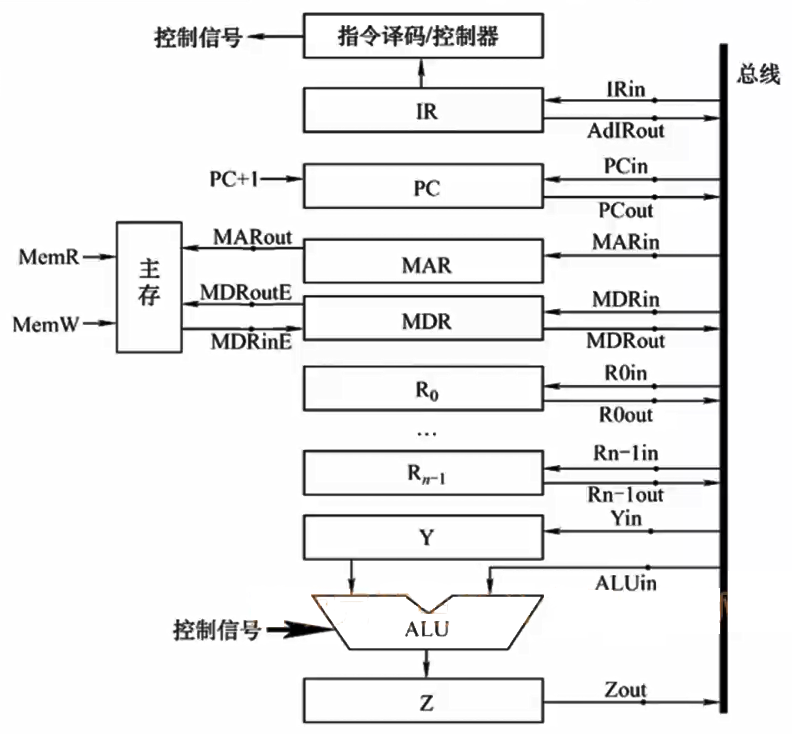 控制信号
指令译码/控制器
总线
IRin
IR
AdIRout
PCin
PC+1
PC
PCout
MARout
MARin
MemR
主存
MAR
MDRoutE
MDRin
MemW
MDR
MDRinE
MDRout
R0in
R0
R0out
...
Rn-1in
Rn-1
Rn-1out
Yin
Y
ALUin
控制信号
ALU
Zout
Z